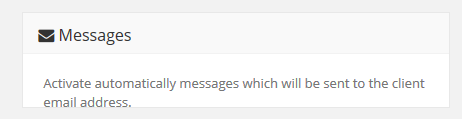 Messages
Activate automatically messages which will be sent to the client
email address.